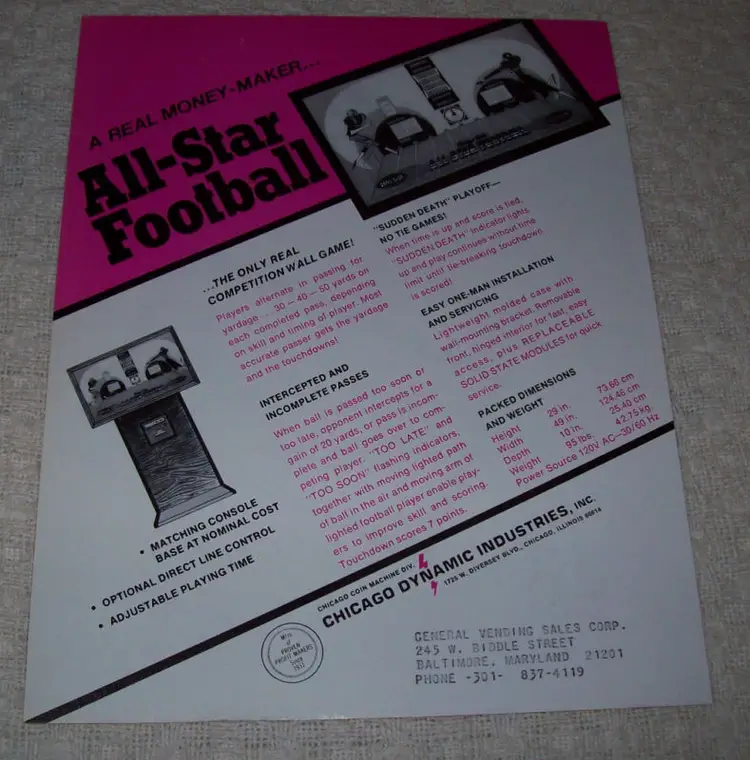 A REAL MONEY-MAKER...
All-Star
Football
...THE ONLY REAL
COMPETITION WALL GAME!
Players alternate in passing for
yardage... 30 — 40 — 50 yards on
each completed pass, depending
on skill and timing of player. Most
accurate passer gets the yardage
and the touchdowns!
INTERCEPTED AND
INCOMPLETE PASSES
When ball is passed too soon or
too late, opponent intercepts for a
gain of 20 yards, or pass is incom-
plete and ball goes over to com-
peting player. "TOO LATE" and
"TOO SOON" flashing indicators,
together with moving lighted path
of ball in the air and moving arm of
lighted football player enable play-
ers to improve skill and scoring.
Touchdown scores 7 points.
"SUDDEN DEATH" PLAYOFF—
NO TIE GAMES!
When time is up and score is tied,
"SUDDEN DEATH" indicator lights
up and play continues without time
limit until tie-breaking touchdown
is scored!
EASY ONE-MAN INSTALLATION
AND SERVICING
Lightweight molded case with
wall-mounting bracket. Removable
front, hinged interior for fast, easy
access, plus REPLACEABLE
SOLID STATE MODULES for quick
service.
PACKED DIMENSIONS
AND WEIGHT
Height 29 in. 73.66 cm
Width 49 in. 124.46 cm
Depth 10 in. 25.40 cm
Weight 95 lbs. 42.75 kg.
Power Source 120V AC—30/60 Hz
• MATCHING CONSOLE
BASE AT NOMINAL COST
• OPTIONAL DIRECT LINE CONTROL
• ADJUSTABLE PLAYING TIME
CHICAGO COIN MACHINE DIV.
CHICAGO DYNAMIC INDUSTRIES, INC.
1725 W. DIVERSEY BLVD., CHICAGO, ILLINOIS 60614
Mfrs.
of
PROVEN
PROFIT MAKERS
Since
GENERAL VENDING SALES CORP.
245 W. BIDDLE STREET
BALTIMORE, MARYLAND 21201
PHONE -301- 837-4119